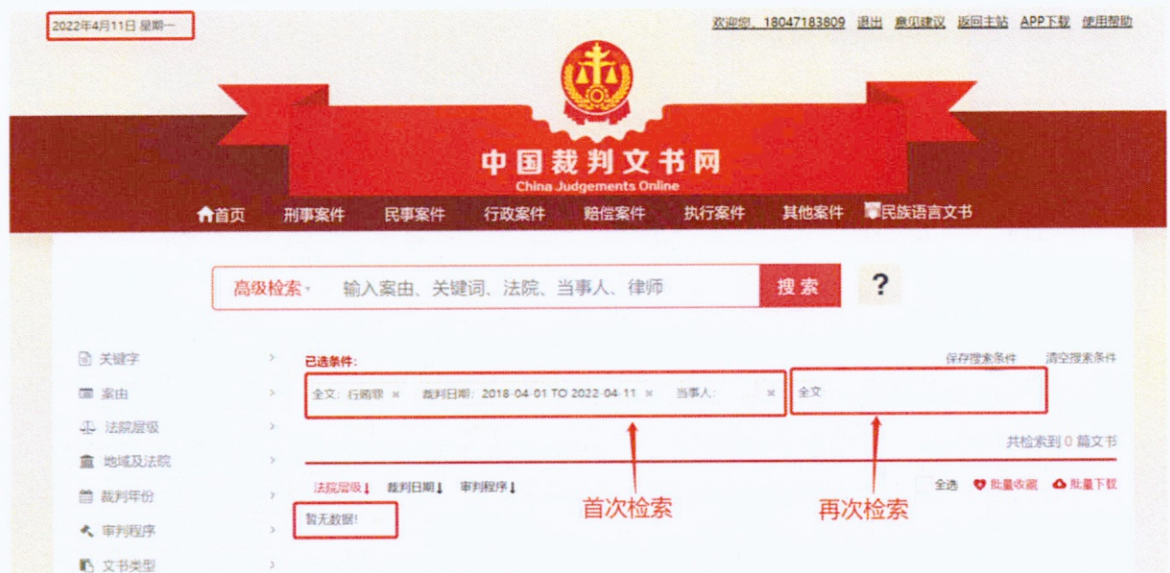 2022年4月11日 星期一
欢迎您，18047183809 退出 意见建议 返回主站 APP下载 使用帮助
中国裁判文书网
China Judgements Online
首页 刑事案件 民事案件 行政案件 赔偿案件 执行案件 其他案件 民族语言文书
高级检索 输入案由、关键词、法院、当事人、律师 搜索 ?
关键字 > 已选条件: 保存搜索条件 清空搜索条件
案由 > 全文: 行贿罪 × 裁判日期: 2018-04-01 TO 2022-04-11 × 当事人: × 全文
法院层级 >
共检索到 0 篇文书
地域及法院 >
法院层级↓ 裁判日期↓ 审判程序↓ 全选 批量收藏 批量下载
裁判年份 >
首次检索 再次检索
暂无数据!
审判程序 >
文书类型 >